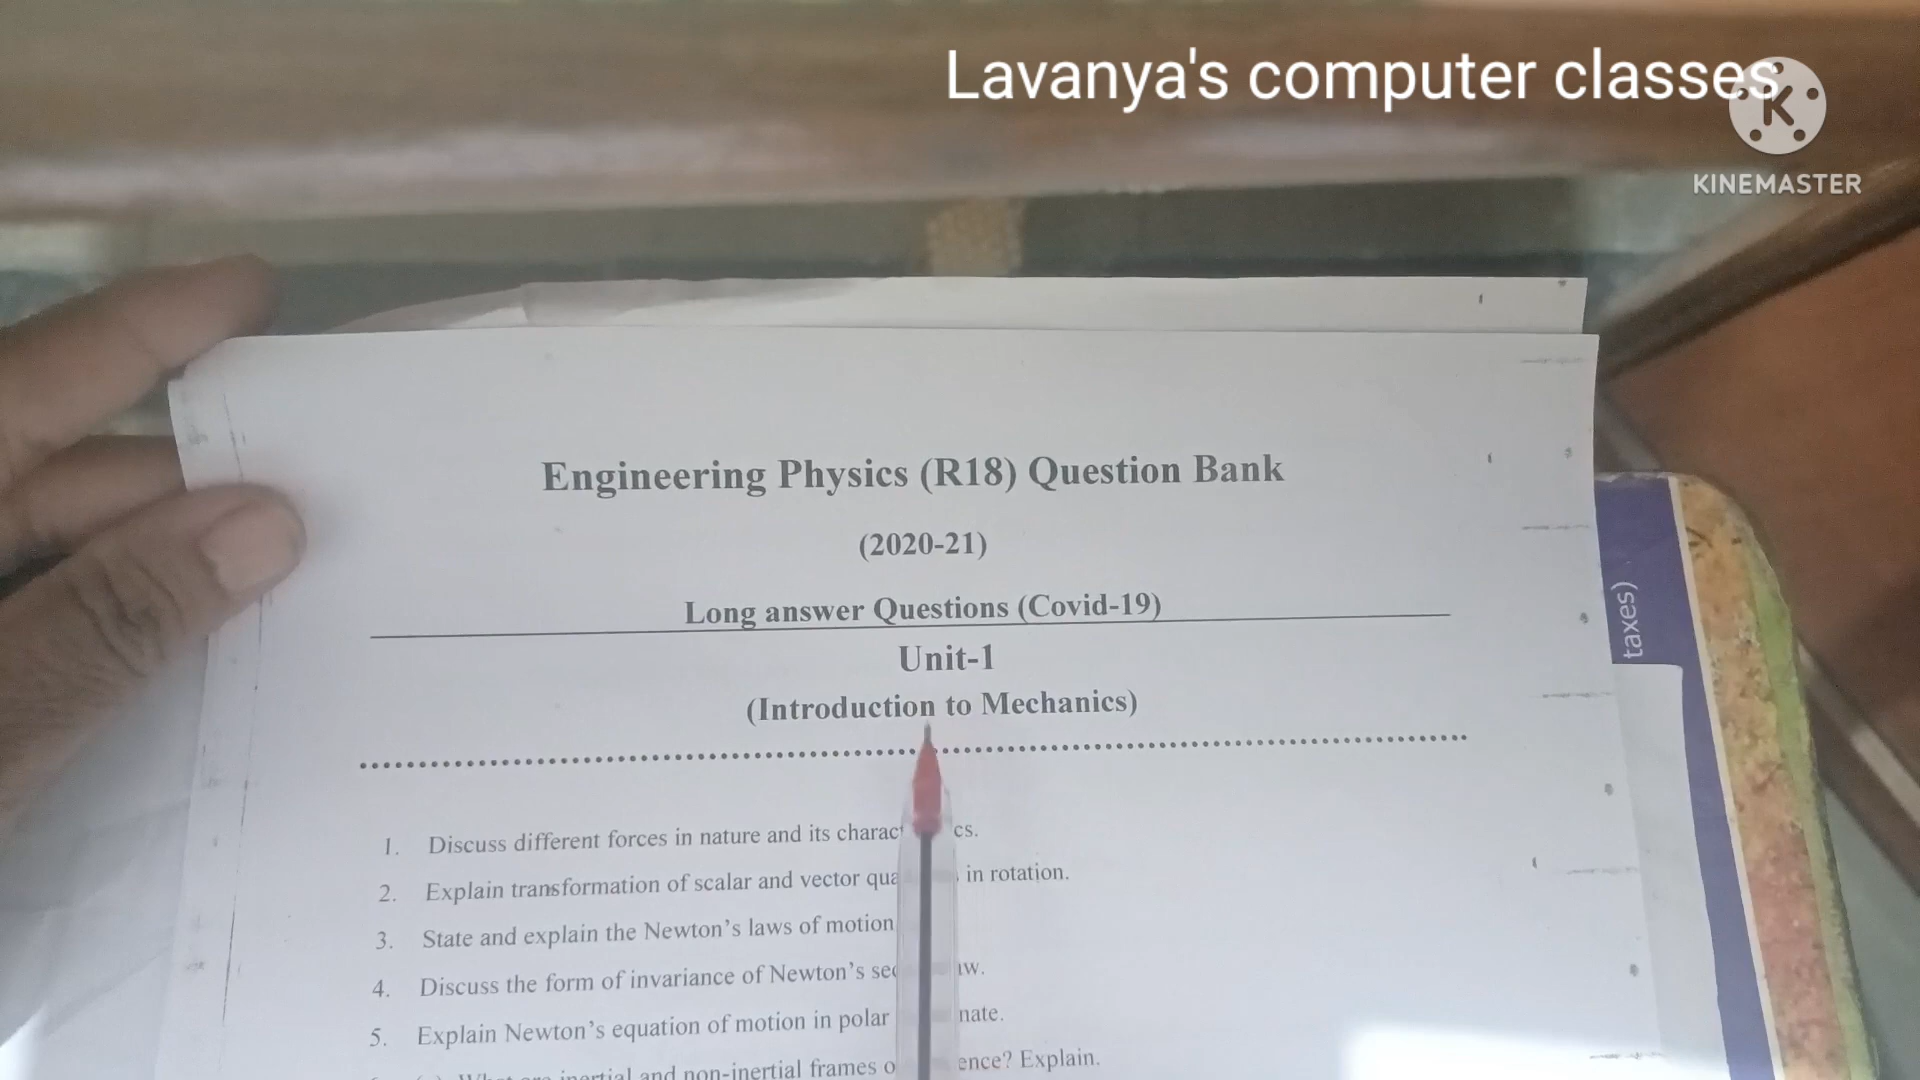 Lavanya's computer classes
K
KINEMASTER
Engineering Physics (R18) Question Bank
(2020-21)
Long answer Questions (Covid-19)
Unit-1
(Introduction to Mechanics)
taxes)
1. Discuss different forces in nature and its charac cs.
2. Explain transformation of scalar and vector qua in rotation.
3. State and explain the Newton's laws of motion
4. Discuss the form of invariance of Newton's sec w.
5. Explain Newton's equation of motion in polar nate.
inertial and non-inertial frames o ence? Explain.